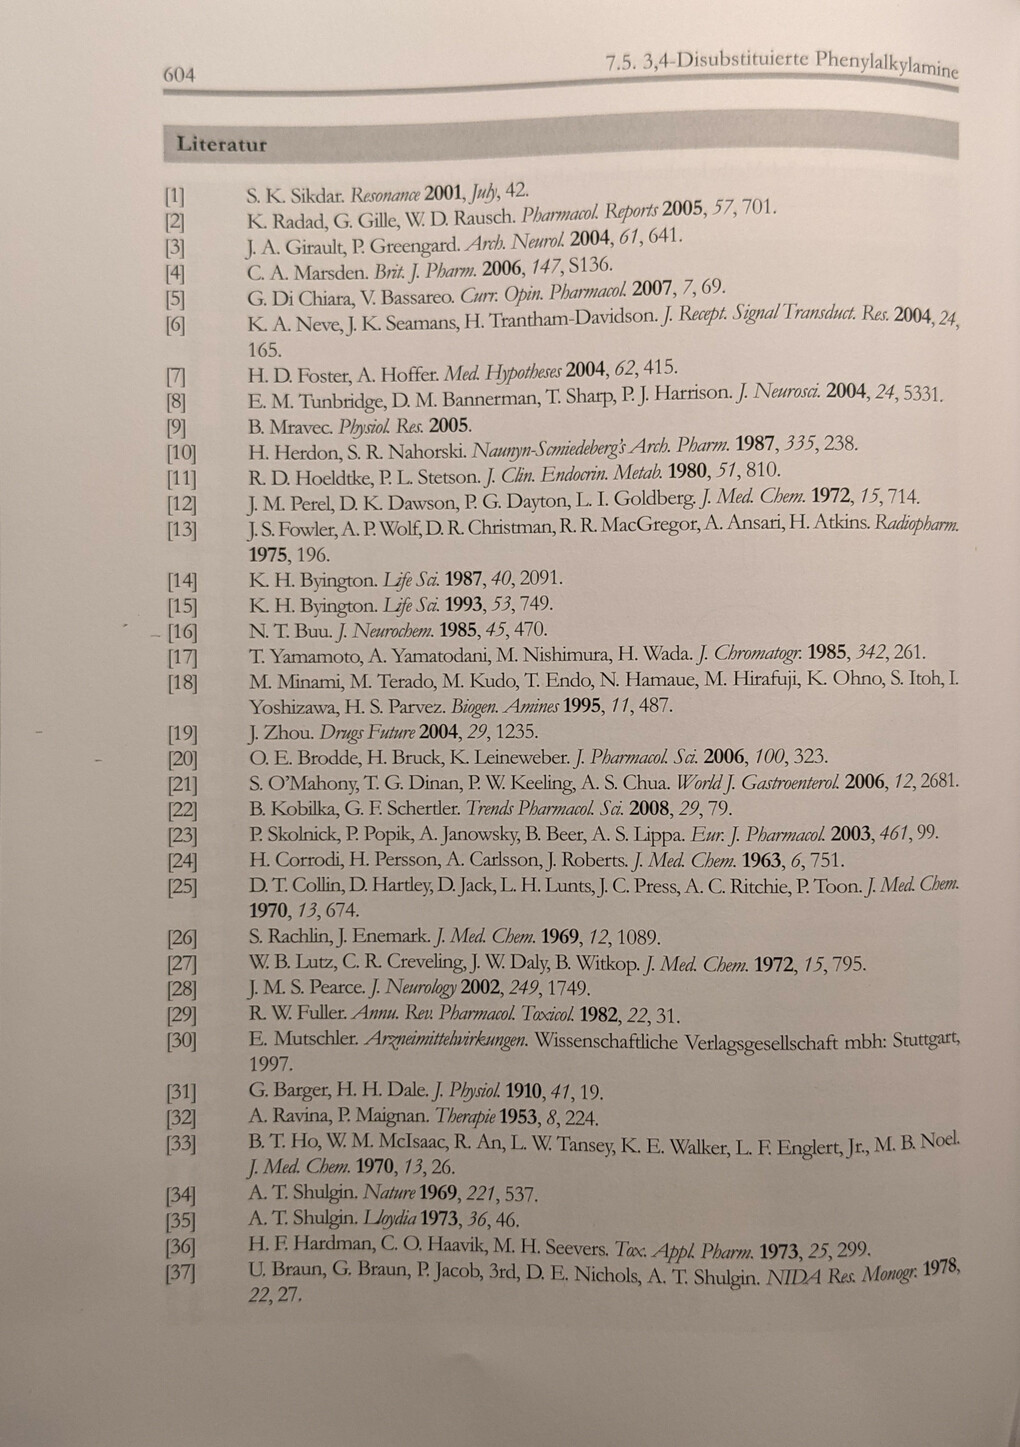 604
7.5. 3,4-Disubstituierte Phenylalkylamine
Literatur
[1] S. K. Sikdar. Resonance 2001, July, 42.
[2] K. Radad, G. Gille, W. D. Rausch. Pharmacol. Reports 2005, 57, 701.
[3] J. A. Girault, P. Greengard. Arch. Neurol. 2004, 61, 641.
[4] C. A. Marsden. Brit. J. Pharm. 2006, 147, S136.
[5] G. Di Chiara, V. Bassareo. Curr. Opin. Pharmacol. 2007, 7, 69.
[6] K. A. Neve, J. K. Seamans, H. Trantham-Davidson. J. Recept. Signal Transduct. Res. 2004, 24,
165.
[7] H. D. Foster, A. Hoffer. Med. Hypotheses 2004, 62, 415.
[8] E. M. Tunbridge, D. M. Bannerman, T. Sharp, P. J. Harrison. J. Neurosci. 2004, 24, 5331.
[9] B. Mravec. Physiol. Res. 2005.
[10] H. Herdon, S. R. Nahorski. Naunyn-Scmiedeberg's Arch. Pharm. 1987, 335, 238.
[11] R. D. Hoeldtke, P. L. Stetson. J. Clin. Endocrin. Metab. 1980, 51, 810.
[12] J. M. Perel, D. K. Dawson, P. G. Dayton, L. I. Goldberg. J. Med. Chem. 1972, 15, 714.
[13] J. S. Fowler, A. P. Wolf, D. R. Christman, R. R. MacGregor, A. Ansari, H. Atkins. Radiopharm.
1975, 196.
[14] K. H. Byington. Life Sci. 1987, 40, 2091.
[15] K. H. Byington. Life Sci. 1993, 53, 749.
[16] N. T. Buu. J. Neurochem. 1985, 45, 470.
[17] T. Yamamoto, A. Yamatodani, M. Nishimura, H. Wada. J. Chromatogr. 1985, 342, 261.
[18] M. Minami, M. Terado, M. Kudo, T. Endo, N. Hamaue, M. Hirafuji, K. Ohno, S. Itoh, I.
Yoshizawa, H. S. Parvez. Biogen. Amines 1995, 11, 487.
[19] J. Zhou. Drugs Future 2004, 29, 1235.
[20] O. E. Brodde, H. Bruck, K. Leineweber. J. Pharmacol. Sci. 2006, 100, 323.
[21] S. O'Mahony, T. G. Dinan, P. W. Keeling, A. S. Chua. World J. Gastroenterol. 2006, 12, 2681.
[22] B. Kobilka, G. F. Schertler. Trends Pharmacol. Sci. 2008, 29, 79.
[23] P. Skolnick, P. Popik, A. Janowsky, B. Beer, A. S. Lippa. Eur. J. Pharmacol. 2003, 461, 99.
[24] H. Corrodi, H. Persson, A. Carlsson, J. Roberts. J. Med. Chem. 1963, 6, 751.
[25] D. T. Collin, D. Hartley, D. Jack, L. H. Lunts, J. C. Press, A. C. Ritchie, P. Toon. J. Med. Chem.
1970, 13, 674.
[26] S. Rachlin, J. Enemark. J. Med. Chem. 1969, 12, 1089.
[27] W. B. Lutz, C. R. Creveling, J. W. Daly, B. Witkop. J. Med. Chem. 1972, 15, 795.
[28] J. M. S. Pearce. J. Neurology 2002, 249, 1749.
[29] R. W. Fuller. Annu. Rev. Pharmacol. Toxicol. 1982, 22, 31.
[30] E. Mutschler. Arzneimittelwirkungen. Wissenschaftliche Verlagsgesellschaft mbh: Stuttgart,
1997.
[31] G. Barger, H. H. Dale. J. Physiol. 1910, 41, 19.
[32] A. Ravina, P. Maignan. Therapie 1953, 8, 224.
[33] B. T. Ho, W. M. McIsaac, R. An, L. W. Tansey, K. E. Walker, L. F. Englert, Jr., M. B. Noel.
J. Med. Chem. 1970, 13, 26.
[34] A. T. Shulgin. Nature 1969, 221, 537.
[35] A. T. Shulgin. Lloydia 1973, 36, 46.
[36] H. F. Hardman, C. O. Haavik, M. H. Seevers. Tox. Appl. Pharm. 1973, 25, 299.
[37] U. Braun, G. Braun, P. Jacob, 3rd, D. E. Nichols, A. T. Shulgin. NIDA Res. Monogr. 1978,
22, 27.